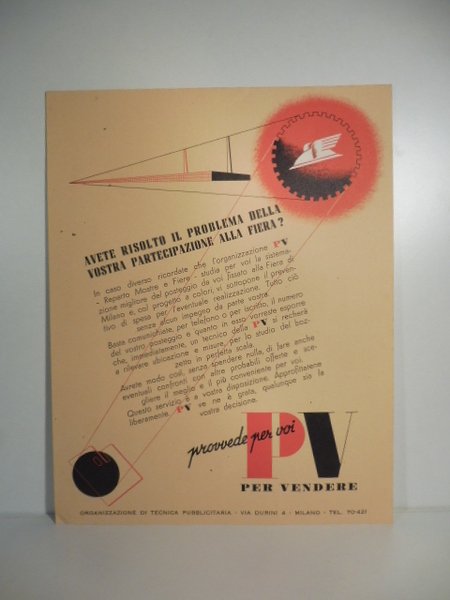 AVETE RISOLTO IL PROBLEMA DELLA
VOSTRA PARTECIPAZIONE ALLA FIERA?
In caso diverso ricordate che l'organizzazione PV
- Reparto Mostre e Fiere - studia per voi la sistema-
zione migliore del posteggio da voi fissato alla Fiera di
Milano e, col progetto a colori, vi sottopone il preven-
tivo di spesa per l'eventuale realizzazione. Tutto ciò
senza alcun impegno da parte vostra.
Basta comunichiate, per telefono o per iscritto, il numero
del vostro posteggio e quanto in esso vorreste esporre
che, immediatamente, un tecnico della PV si recherà
a rilevare ubicazione e misure, per lo studio del boz-
zetto in perfetta scala.
Avrete modo così, senza spendere nulla, di fare anche
eventuali confronti con altre probabili offerte e sce-
gliere il meglio e il più conveniente per voi.
Questo servizio è a vostra disposizione. Approfittatene
liberamente. PV ve ne è grata, qualunque sia la
vostra decisione.
provvede per voi
PV
PER VENDERE
ORGANIZZAZIONE DI TECNICA PUBBLICITARIA - VIA DURINI 4 - MILANO - TEL. 70-421